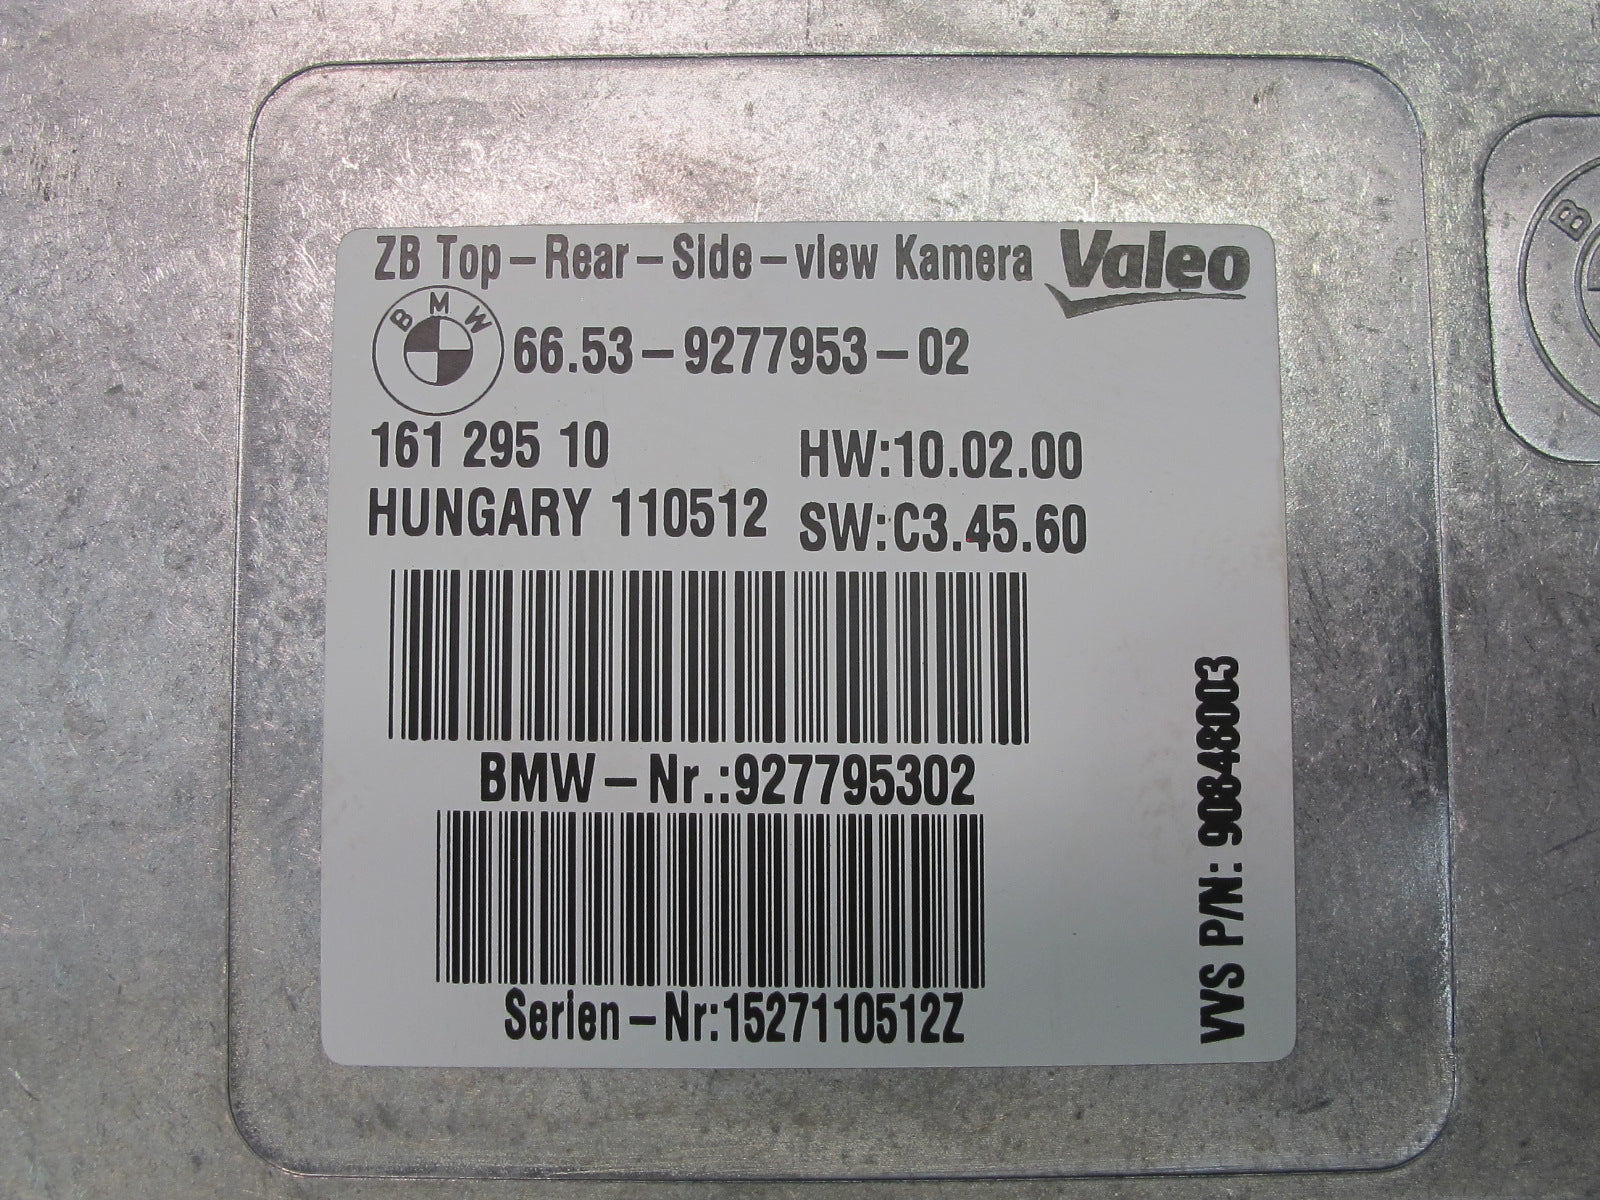 ZB Top-Rear-Side-view Kamera Valeo
BMW 66.53-9277953-02
161 295 10 HW:10.02.00
HUNGARY 110512 SW:C3.45.60
BMW-Nr.:927795302
Serien-Nr:1527110512Z
VVS P/N: 90848003
B